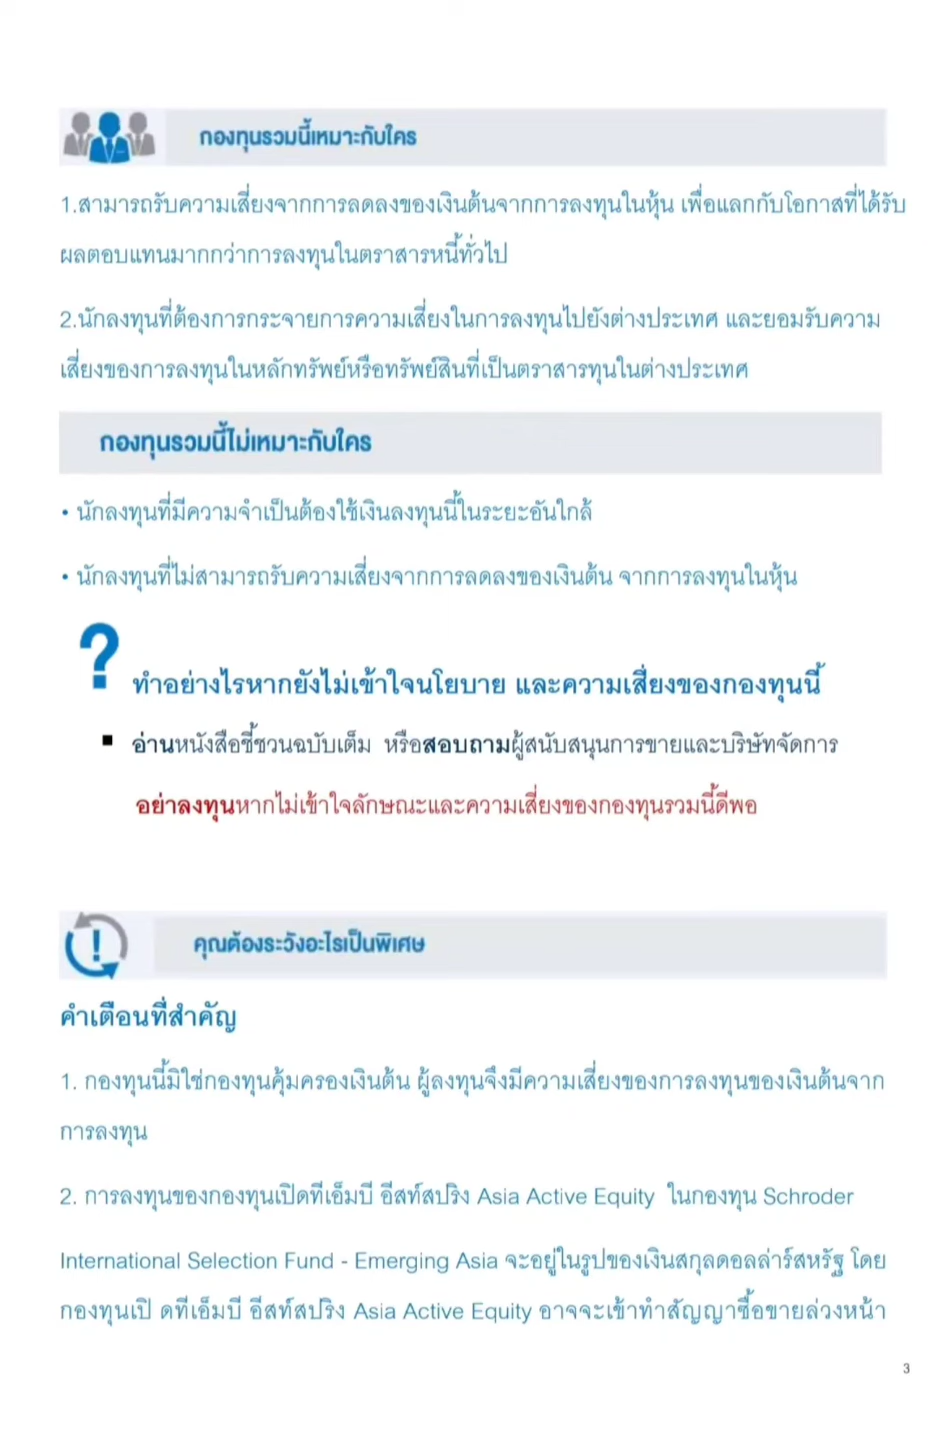 กองทุนรวมนี้เหมาะกับใคร
1.สามารถรับความเสี่ยงจากการลดลงของเงินต้นจากการลงทุนในหุ้น เพื่อแลกกับโอกาสที่ได้รับ
ผลตอบแทนมากกว่าการลงทุนในตราสารหนี้ทั่วไป
2.นักลงทุนที่ต้องการกระจายการความเสี่ยงในการลงทุนไปยังต่างประเทศ และยอมรับความ
เสี่ยงของการลงทุนในหลักทรัพย์หรือทรัพย์สินที่เป็นตราสารทุนในต่างประเทศ
กองทุนรวมนี้ไม่เหมาะกับใคร
• นักลงทุนที่มีความจำเป็นต้องใช้เงินลงทุนนี้ในระยะอันใกล้
• นักลงทุนที่ไม่สามารถรับความเสี่ยงจากการลดลงของเงินต้น จากการลงทุนในหุ้น
? ทำอย่างไรหากยังไม่เข้าใจนโยบาย และความเสี่ยงของกองทุนนี้
▪ อ่านหนังสือชี้ชวนฉบับเต็ม หรือสอบถามผู้สนับสนุนการขายและบริษัทจัดการ
อย่าลงทุนหากไม่เข้าใจลักษณะและความเสี่ยงของกองทุนรวมนี้ดีพอ
! คุณต้องระวังอะไรเป็นพิเศษ
คำเตือนที่สำคัญ
1. กองทุนนี้มิใช่กองทุนคุ้มครองเงินต้น ผู้ลงทุนจึงมีความเสี่ยงของการลงทุนของเงินต้นจาก
การลงทุน
2. การลงทุนของกองทุนเปิดทีเอ็มบี อีสท์สปริง Asia Active Equity ในกองทุน Schroder
International Selection Fund - Emerging Asia จะอยู่ในรูปของเงินสกุลดอลล่าร์สหรัฐ โดย
กองทุนเปิ ดทีเอ็มบี อีสท์สปริง Asia Active Equity อาจจะเข้าทำสัญญาซื้อขายล่วงหน้า
3